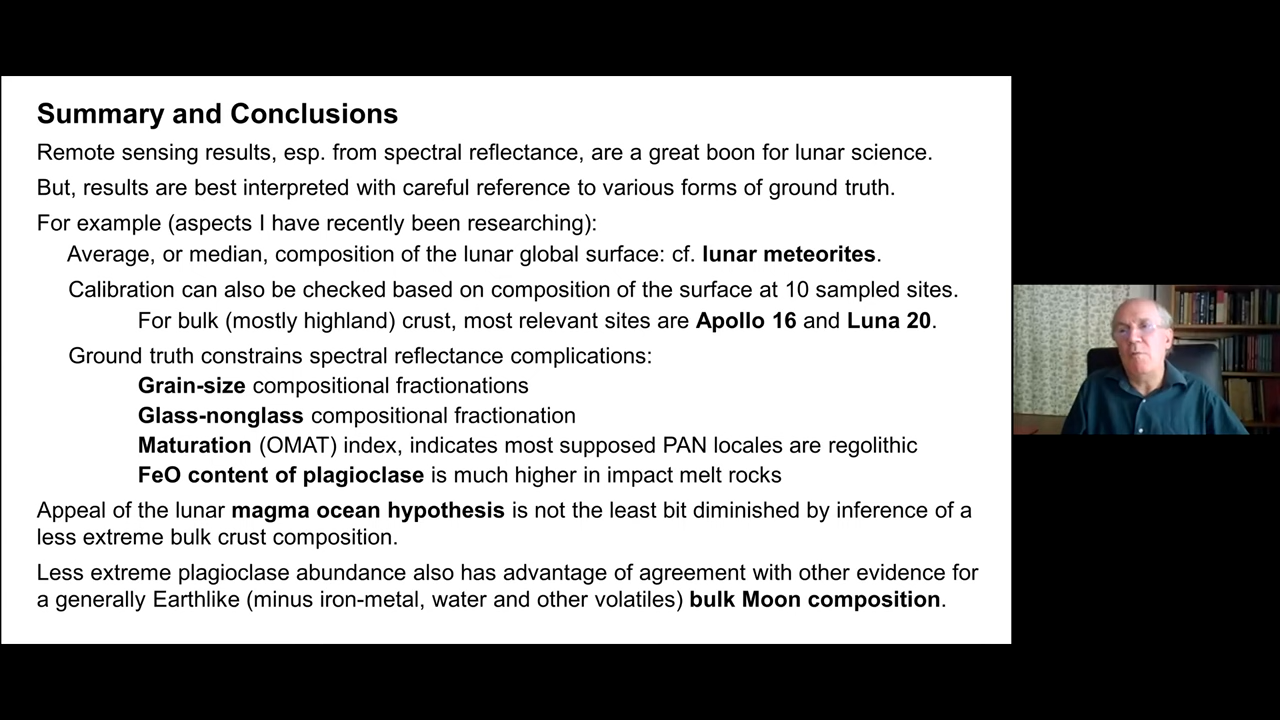 Summary and Conclusions
Remote sensing results, esp. from spectral reflectance, are a great boon for lunar science.
But, results are best interpreted with careful reference to various forms of ground truth.
For example (aspects I have recently been researching):
Average, or median, composition of the lunar global surface: cf. lunar meteorites.
Calibration can also be checked based on composition of the surface at 10 sampled sites.
For bulk (mostly highland) crust, most relevant sites are Apollo 16 and Luna 20.
Ground truth constrains spectral reflectance complications:
Grain-size compositional fractionations
Glass-nonglass compositional fractionation
Maturation (OMAT) index, indicates most supposed PAN locales are regolithic
FeO content of plagioclase is much higher in impact melt rocks
Appeal of the lunar magma ocean hypothesis is not the least bit diminished by inference of a
less extreme bulk crust composition.
Less extreme plagioclase abundance also has advantage of agreement with other evidence for
a generally Earthlike (minus iron-metal, water and other volatiles) bulk Moon composition.